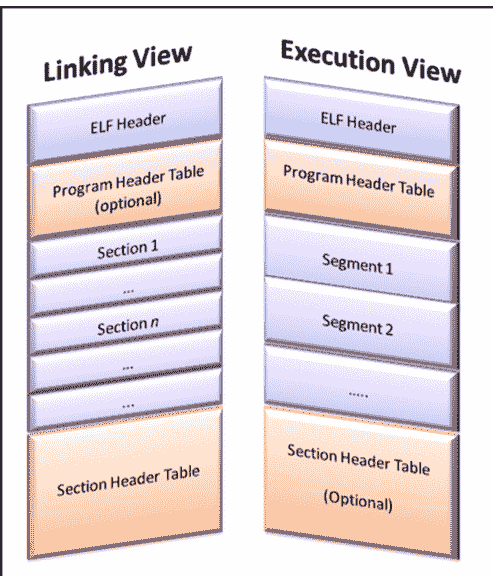 Linking View
ELF Header
Program Header Table
(optional)
Section 1
...
Section n
...
...
Section Header Table
Execution View
ELF Header
Program Header Table
Segment 1
Segment 2
.....
Section Header Table
(Optional)